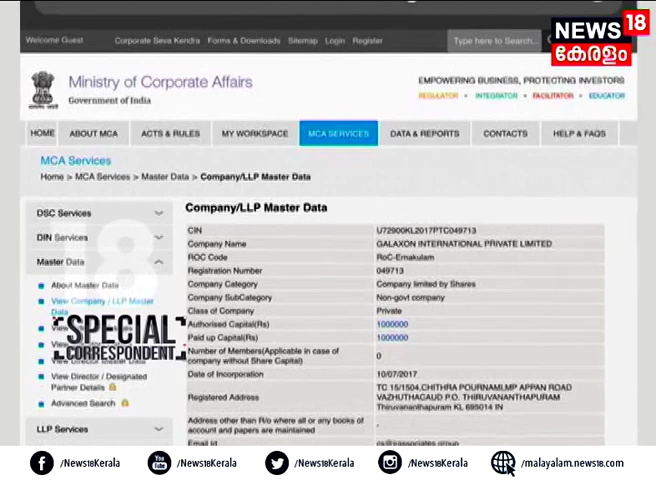 Welcome Guest Corporate Seva Kendra Forms & Downloads Sitemap Login Register Type here to Search..
NEWS 18
കേരളം
Ministry of Corporate Affairs
Government of India
EMPOWERING BUSINESS, PROTECTING INVESTORS
REGULATOR • INTEGRATOR • FACILITATOR • EDUCATOR
HOME ABOUT MCA ACTS & RULES MY WORKSPACE MCA SERVICES DATA & REPORTS CONTACTS HELP & FAQS
MCA Services
Home > MCA Services > Master Data > Company/LLP Master Data
DSC Services
DIN Services
Master Data
About Master Data
View Company / LLP Master Data
View Director / Designated Partner Details
Advanced Search
LLP Services
18
SPECIAL
CORRESPONDENT
Company/LLP Master Data
CIN U72900KL2017PTC049713
Company Name GALAXON INTERNATIONAL PRIVATE LIMITED
ROC Code RoC-Ernakulam
Registration Number 049713
Company Category Company limited by Shares
Company SubCategory Non-govt company
Class of Company Private
Authorised Capital(Rs) 1000000
Paid up Capital(Rs) 1000000
Number of Members(Applicable in case of company without Share Capital) 0
Date of Incorporation 10/07/2017
Registered Address TC 15/1504,CHITHRA POURNAMI,MP APPAN ROAD
VAZHUTHACAUD P.O. THIRUVANANTHAPURAM
Thiruvananthapuram KL 695014 IN
Address other than R/o where all or any books of account and papers are maintained -
Email Id
/News18Kerala /News18Kerala /News18Kerala /News18Kerala /malayalam.news18.com